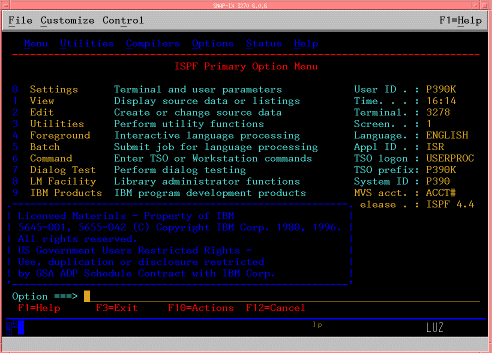 SNAP-IX 3270 6.0.6
File Customize Control F1=Help
Menu Utilities Compilers Options Status Help
ISPF Primary Option Menu
0 Settings Terminal and user parameters User ID . : P390K
1 View Display source data or listings Time. . . : 16:14
2 Edit Create or change source data Terminal. : 3278
3 Utilities Perform utility functions Screen. . : 1
4 Foreground Interactive language processing Language. : ENGLISH
5 Batch Submit job for language processing Appl ID . : ISR
6 Command Enter TSO or Workstation commands TSO logon : USERPROC
7 Dialog Test Perform dialog testing TSO prefix: P390K
8 LM Facility Library administrator functions System ID : P390
9 IBM Products IBM program development products MVS acct. : ACCT#
elease . : ISPF 4.4
Licensed Materials - Property of IBM
5645-001, 5655-042 (C) Copyright IBM Corp. 1980, 1996.
All rights reserved.
US Government Users Restricted Rights -
Use, duplication or disclosure restricted
by GSA ADP Schedule Contract with IBM Corp.
Option ===>
F1=Help F3=Exit F10=Actions F12=Cancel
lp LUZ